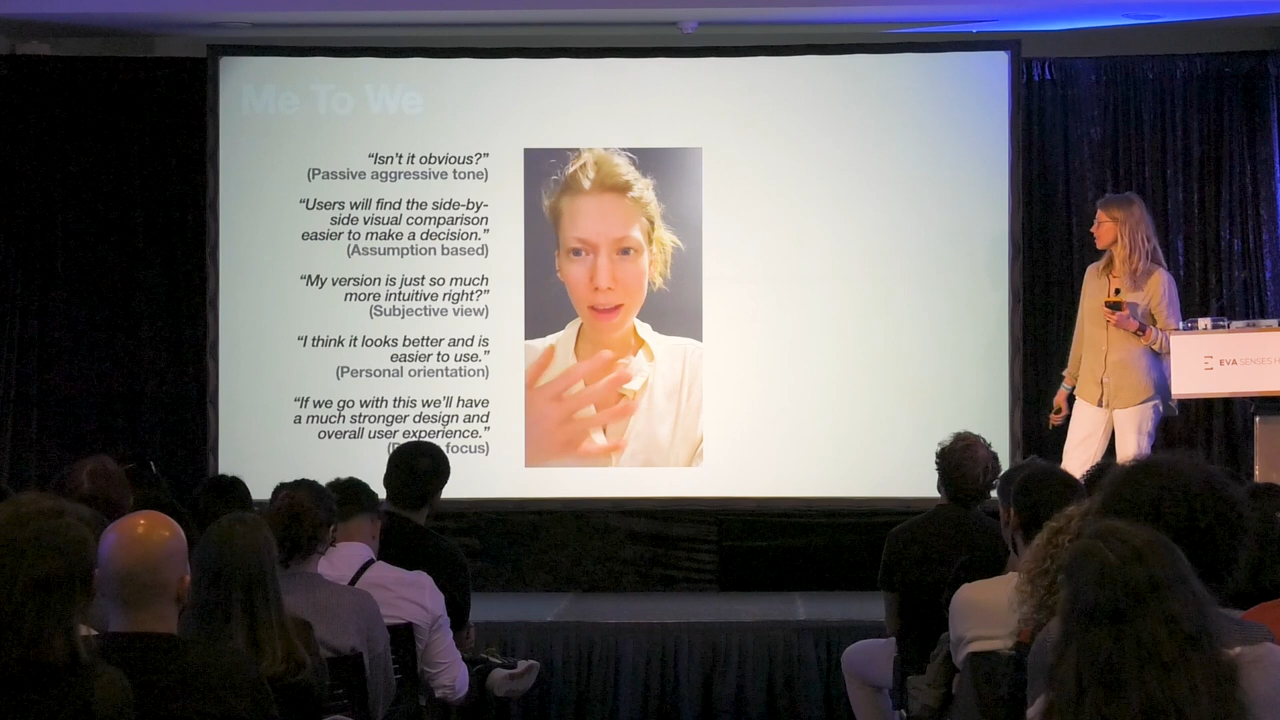 Me To We
“Isn’t it obvious?”
(Passive aggressive tone)
“Users will find the side-by-
side visual comparison
easier to make a decision.”
(Assumption based)
“My version is just so much
more intuitive right?”
(Subjective view)
“I think it looks better and is
easier to use.”
(Personal orientation)
“If we go with this we’ll have
a much stronger design and
overall user experience.”
focus)
EVA SENSES H